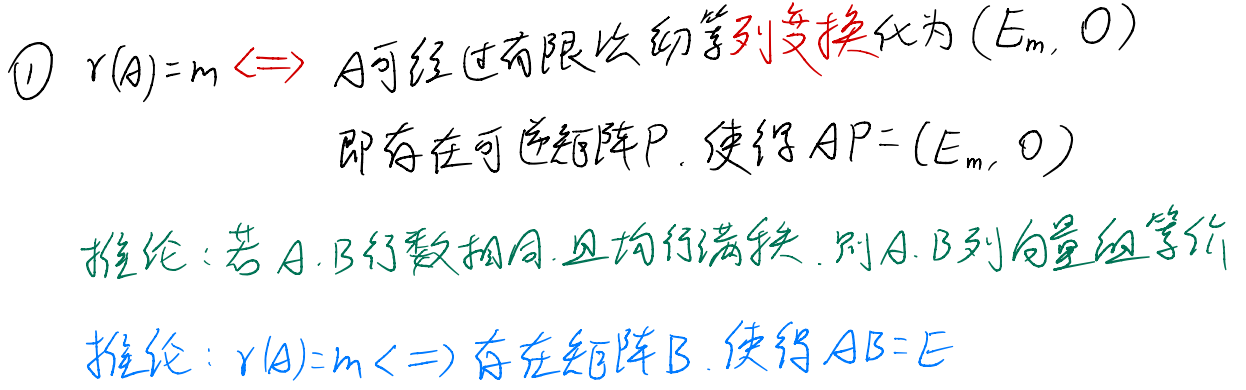 ① r(A)=m <=> A可经过有限次初等列变换化为(Em, O)
即存在可逆矩阵P.使得AP=(Em, O)
推论:若A.B行数相同.且均行满秩.则A.B列向量组等价
推论:r(A)=m<=>存在矩阵B.使得AB=E